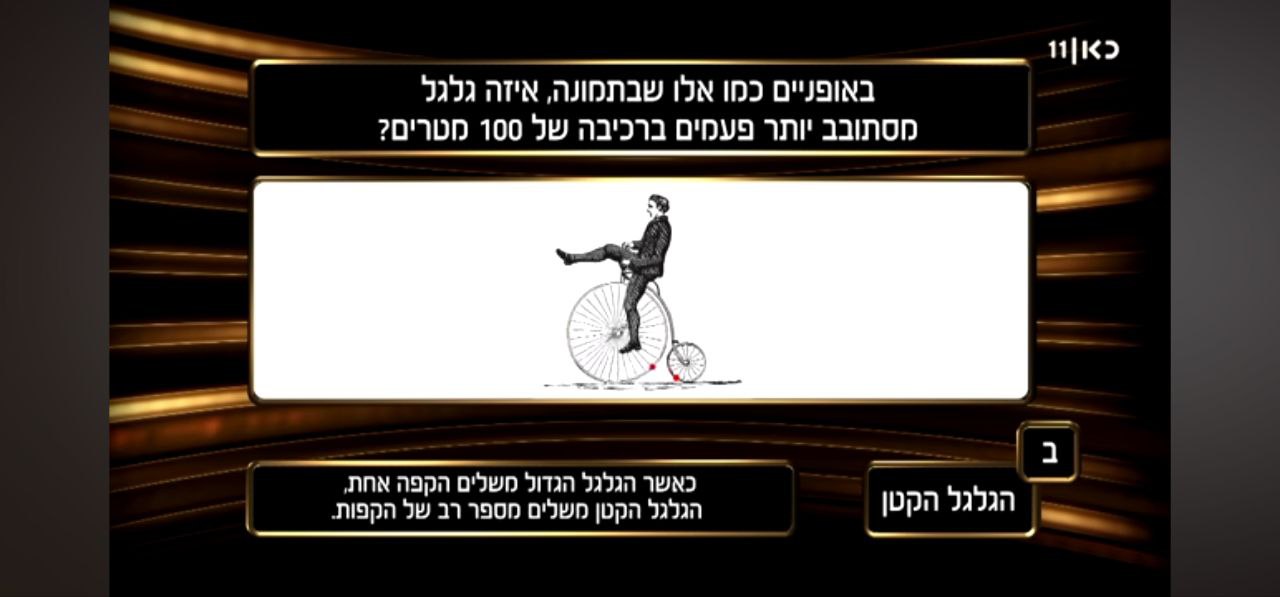 כאן|11
באופניים כמו אלו שבתמונה, איזה גלגל
מסתובב יותר פעמים ברכיבה של 100 מטרים?
ב
הגלגל הקטן
כאשר הגלגל הגדול משלים הקפה אחת,
הגלגל הקטן משלים מספר רב של הקפות.